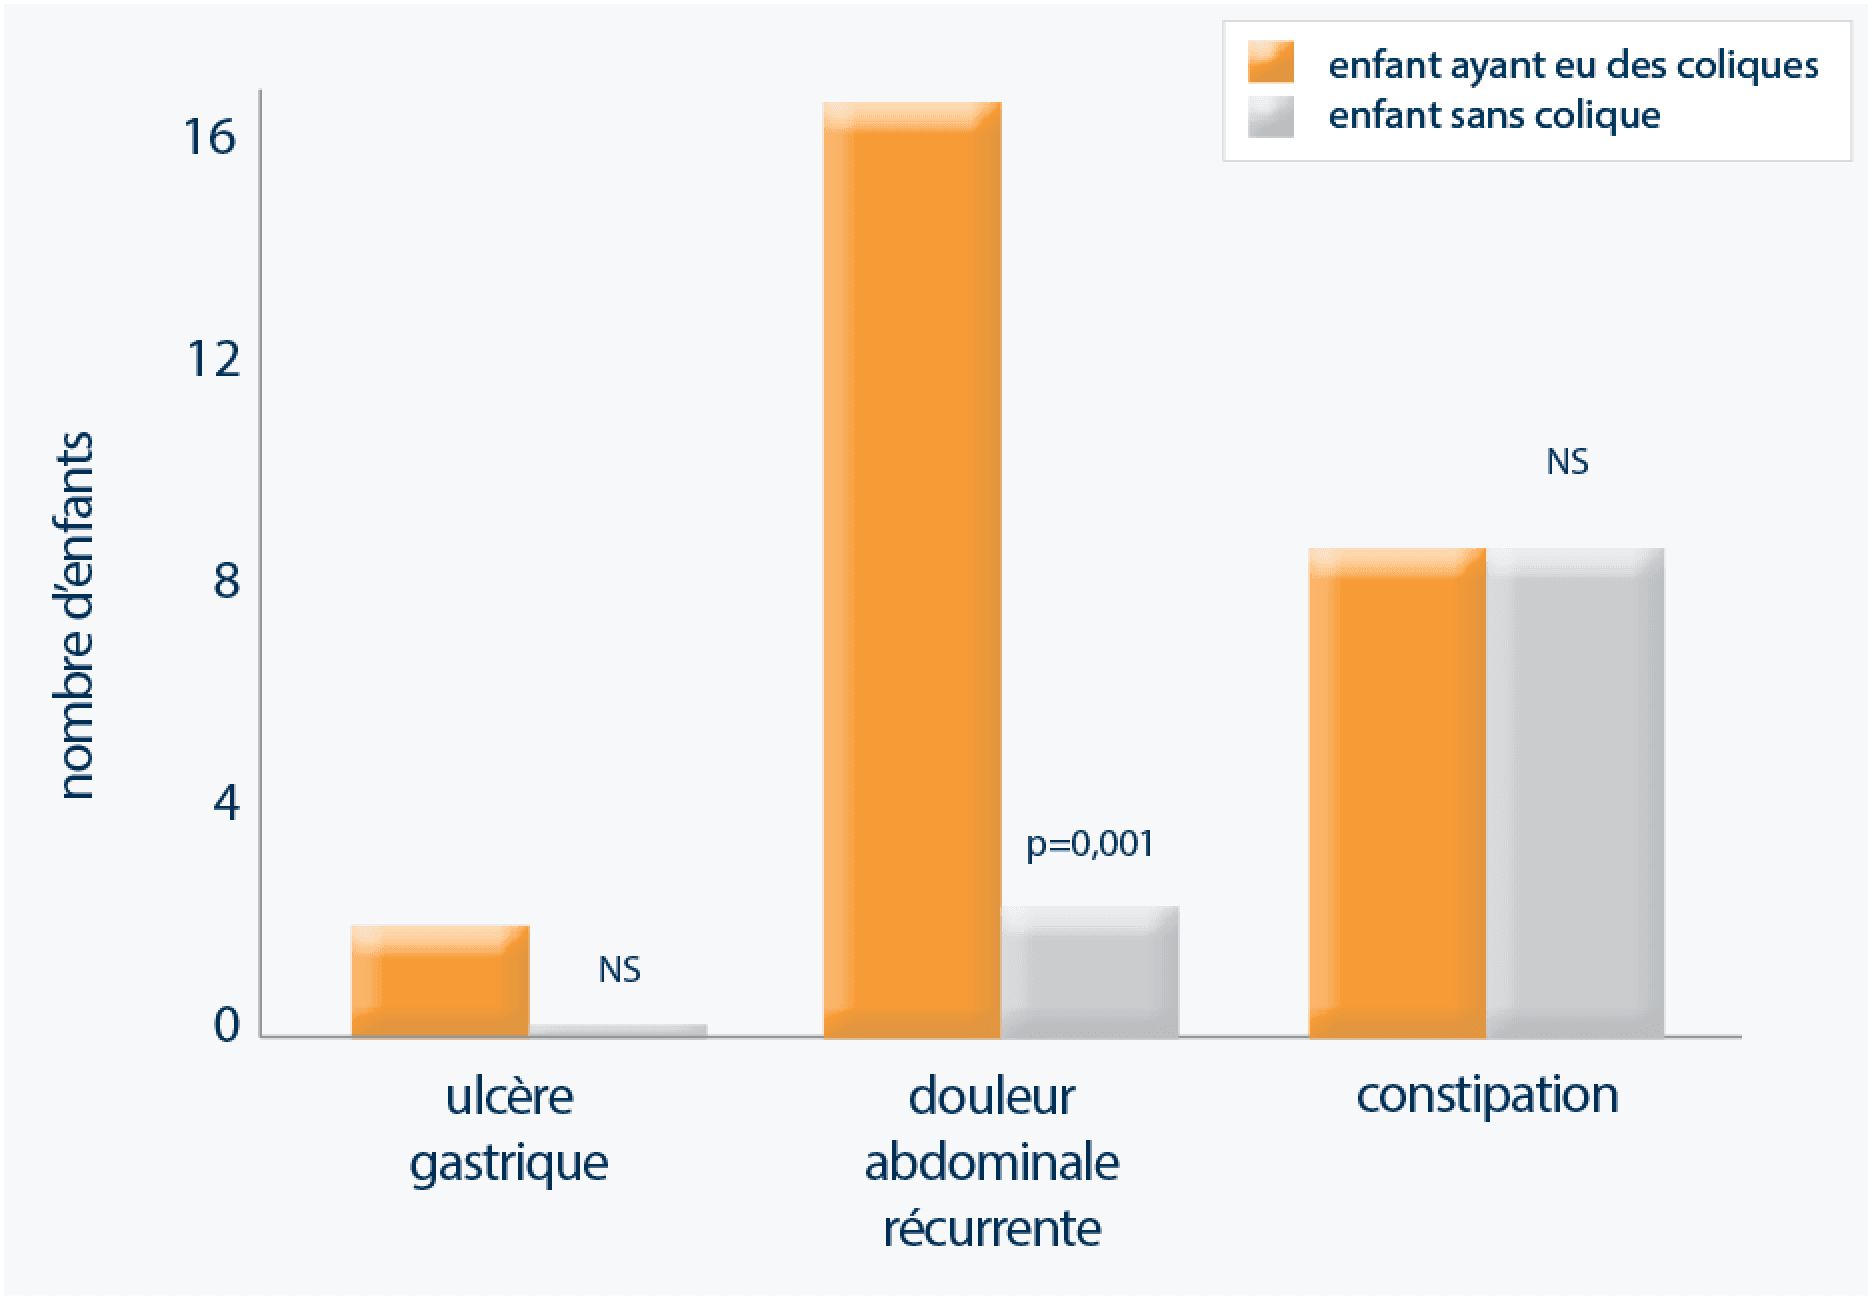 enfant ayant eu des coliques
enfant sans colique
16
12
8
4
0
nombre d'enfants
NS
p=0,001
NS
ulcère
gastrique
douleur
abdominale
récurrente
constipation